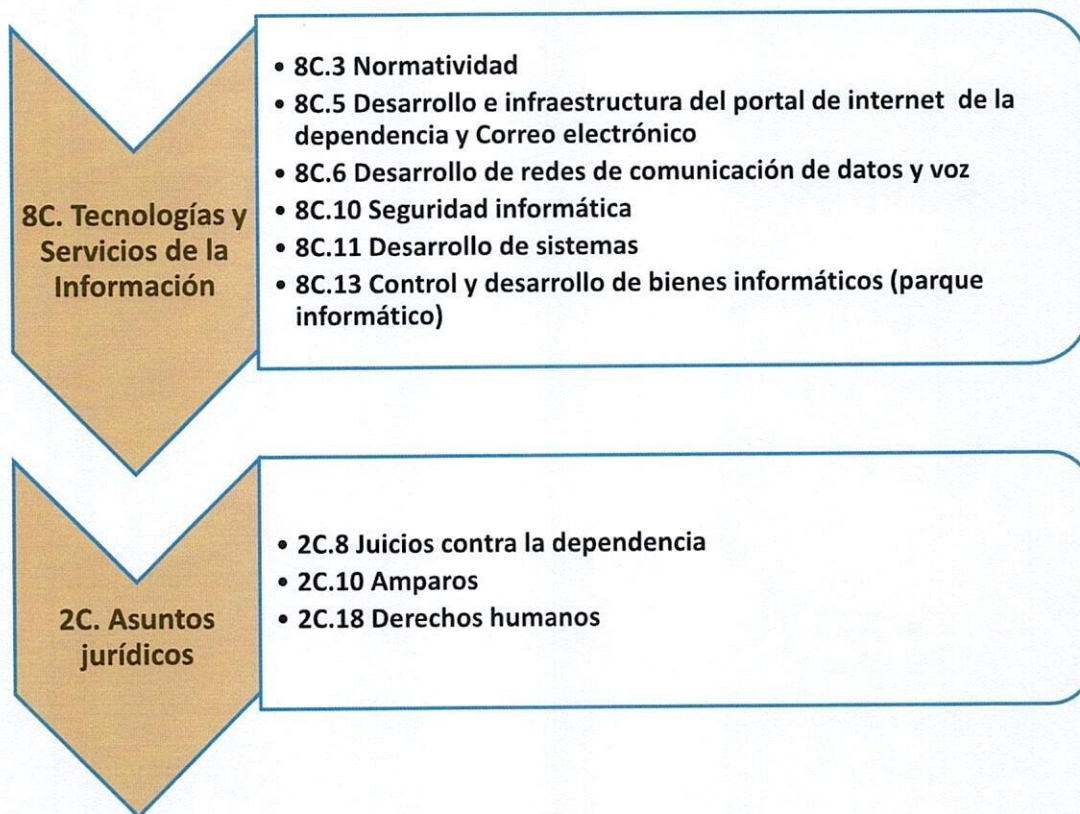 8C. Tecnologías y
Servicios de la
Información
• 8C.3 Normatividad
• 8C.5 Desarrollo e infraestructura del portal de internet de la
dependencia y Correo electrónico
• 8C.6 Desarrollo de redes de comunicación de datos y voz
• 8C.10 Seguridad informática
• 8C.11 Desarrollo de sistemas
• 8C.13 Control y desarrollo de bienes informáticos (parque
informático)
2C. Asuntos
jurídicos
• 2C.8 Juicios contra la dependencia
• 2C.10 Amparos
• 2C.18 Derechos humanos